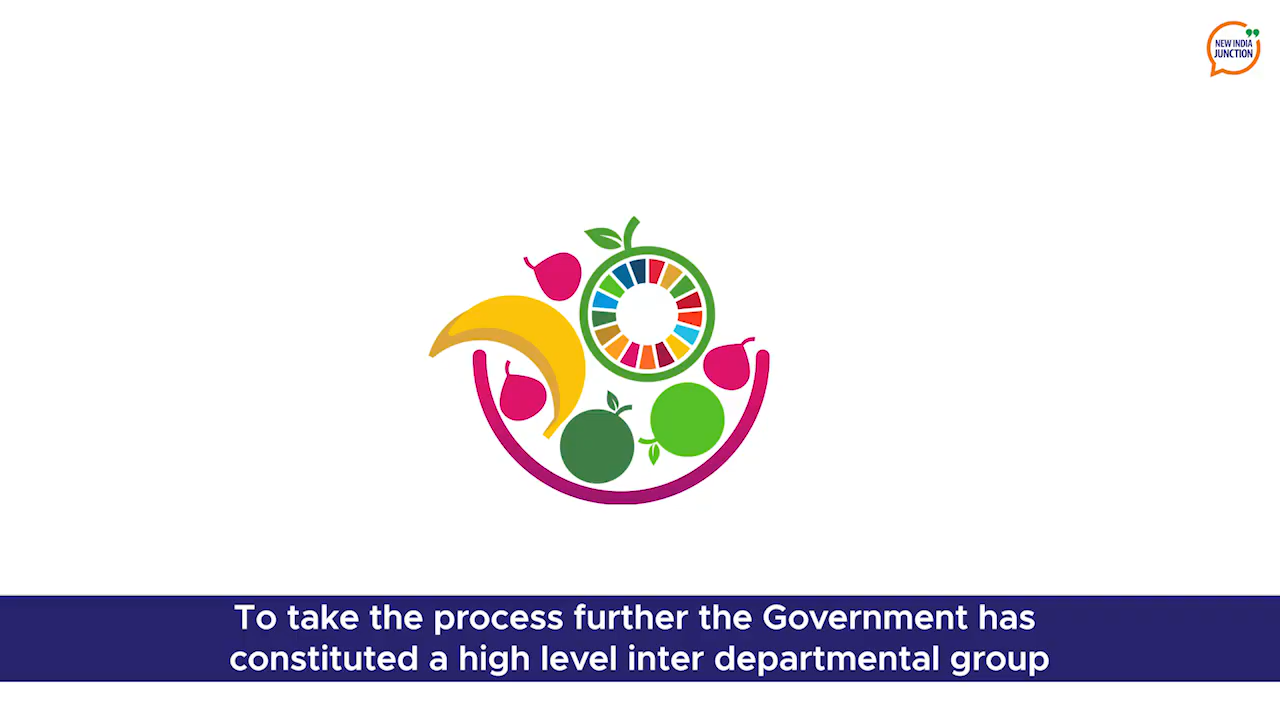 NEW INDIA
JUNCTION
To take the process further the Government has
constituted a high level inter departmental group